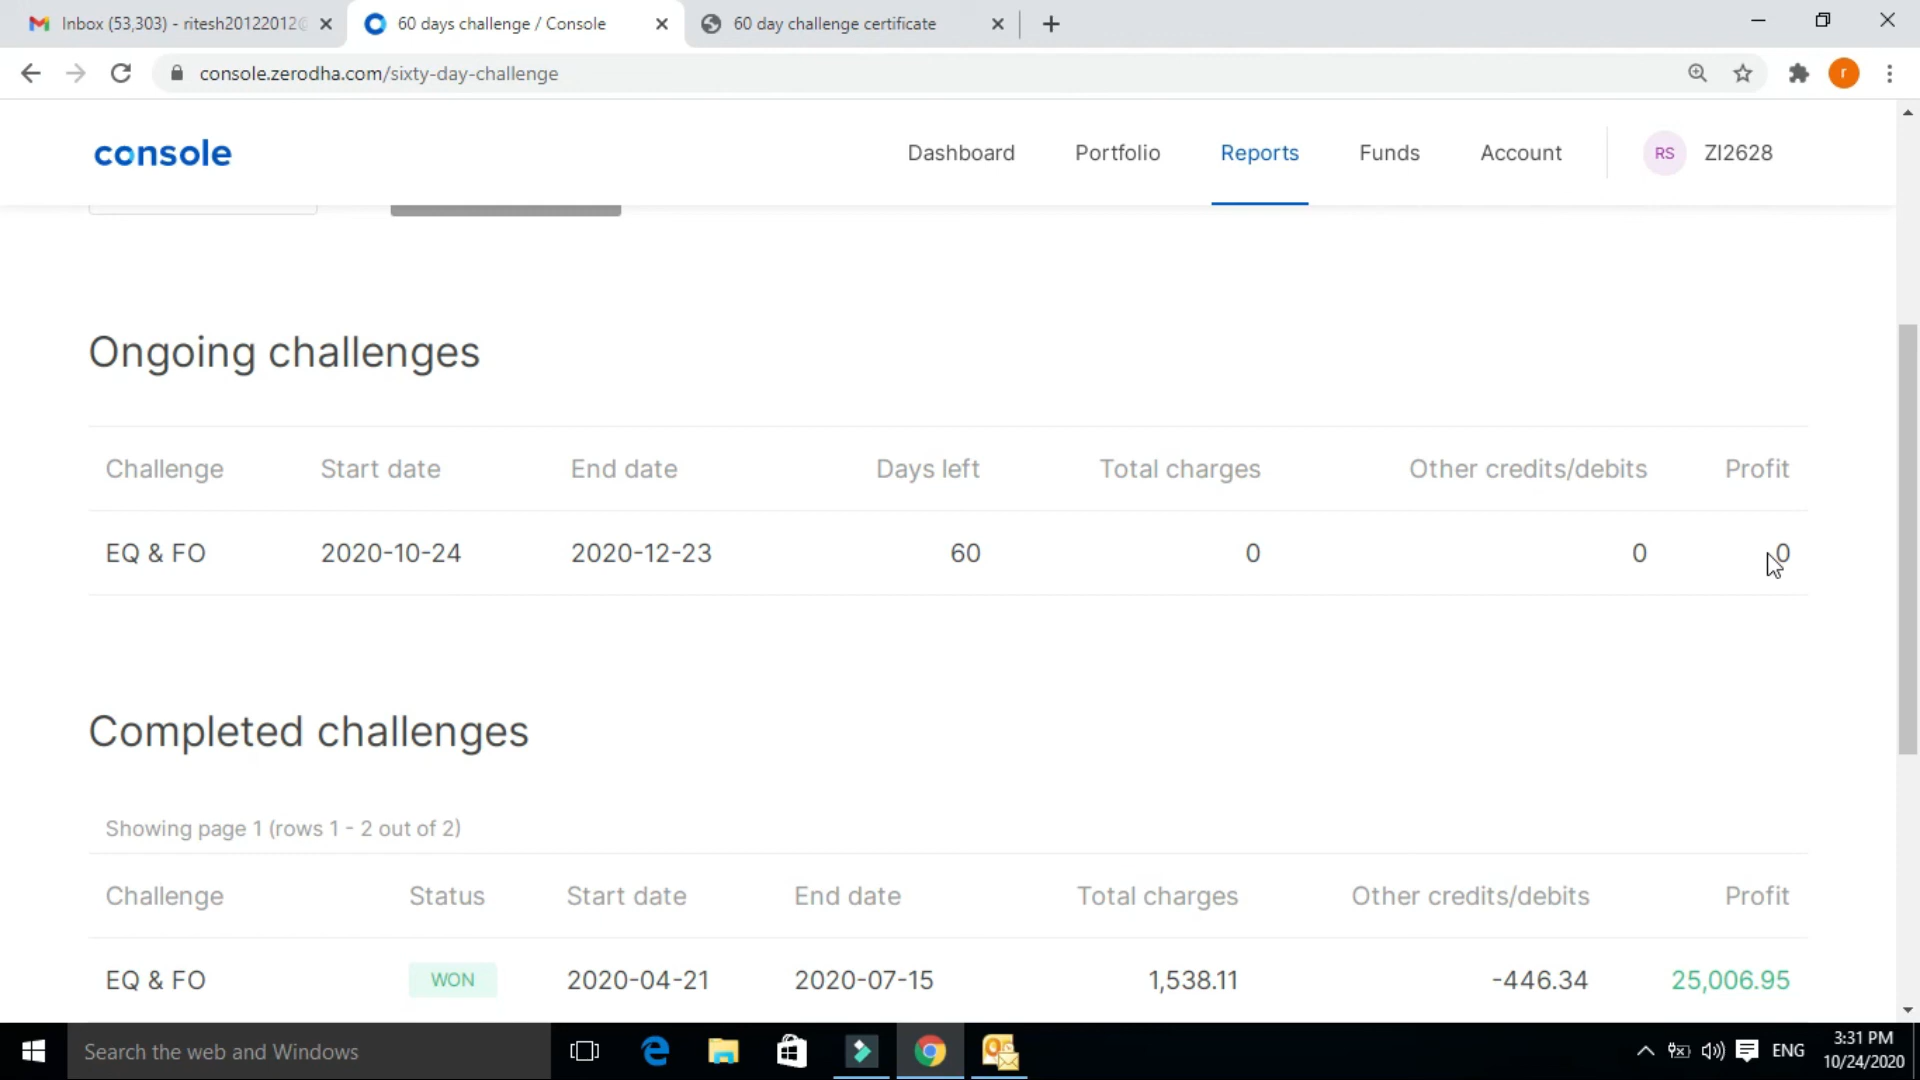 Inbox (53,303) - ritesh20122012@
60 days challenge / Console
60 day challenge certificate
console.zerodha.com/sixty-day-challenge
r
console
Dashboard
Portfolio
Reports
Funds
Account
RS
ZI2628
Ongoing challenges
Challenge Start date End date Days left Total charges Other credits/debits Profit
EQ & FO 2020-10-24 2020-12-23 60 0 0 0
Completed challenges
Showing page 1 (rows 1 - 2 out of 2)
Challenge Status Start date End date Total charges Other credits/debits Profit
EQ & FO WON 2020-04-21 2020-07-15 1,538.11 -446.34 25,006.95
Search the web and Windows
ENG
3:31 PM
10/24/2020